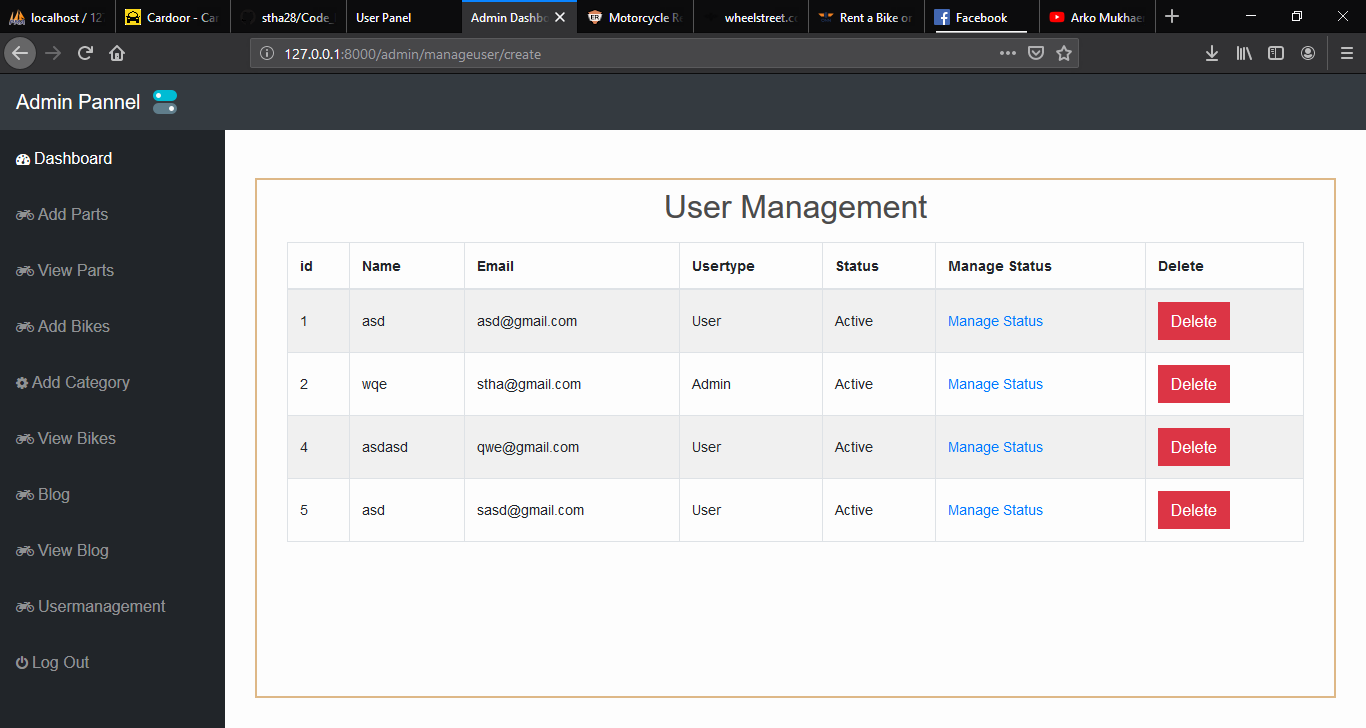 localhost / 127
Cardoor - Car
stha28/Code_
User Panel
Admin Dashbo
Motorcycle Re
wheelstreet.co
Rent a Bike or
Facebook
Arko Mukhaer
127.0.0.1:8000/admin/manageuser/create
Admin Pannel
Dashboard
Add Parts
View Parts
Add Bikes
Add Category
View Bikes
Blog
View Blog
Usermanagement
Log Out
User Management
id Name Email Usertype Status Manage Status Delete
1 asd asd@gmail.com User Active Manage Status Delete
2 wqe stha@gmail.com Admin Active Manage Status Delete
4 asdasd qwe@gmail.com User Active Manage Status Delete
5 asd sasd@gmail.com User Active Manage Status Delete